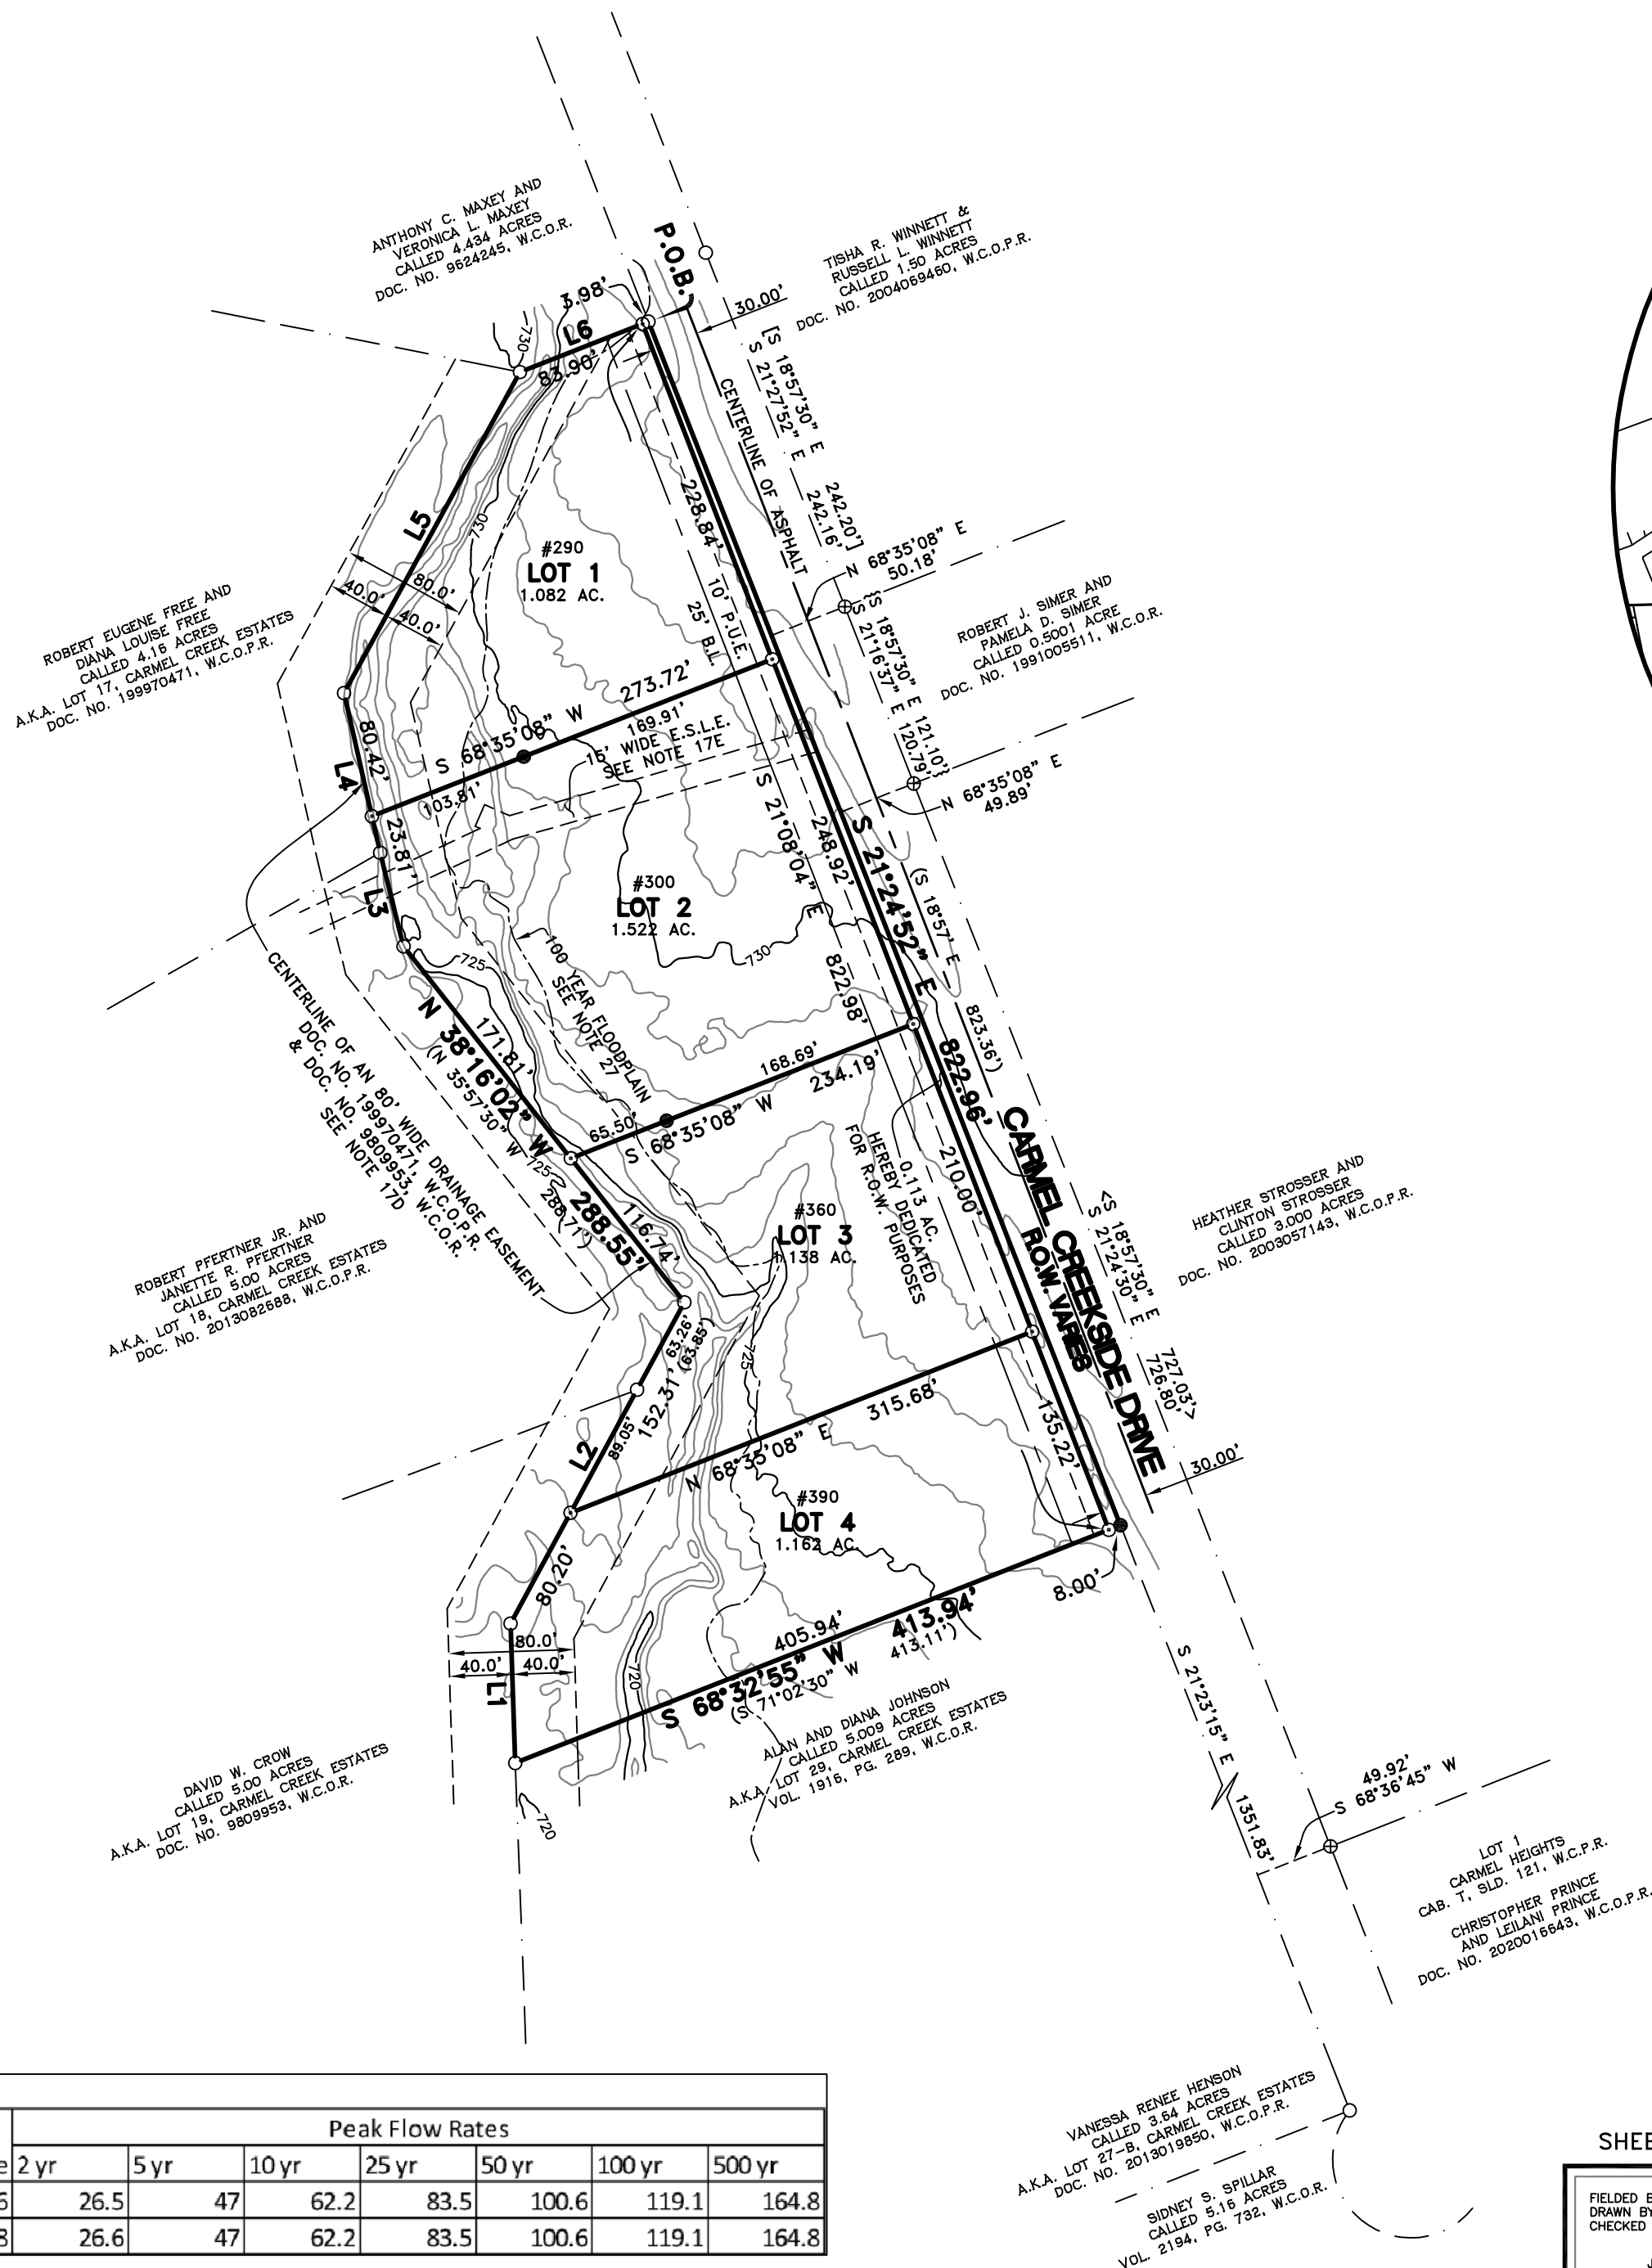 ANTHONY C. MAXEY AND
VERONICA L. MAXEY
CALLED 4.434 ACRES
DOC. NO. 9624245, W.C.O.R.
P.O.B.
TISHA R. WINNETT &
RUSSELL L. WINNETT
CALLED 1.50 ACRES
DOC. NO. 2004069460, W.C.O.P.R.
30.00'
3.98'
L6
83.90'
730
[S 18°57'30" E 242.20']
S 21°27'52" E 242.16'
CENTERLINE OF ASPHALT
L5
730
228.84'
10' P.U.E.
25' B.L.
#290
LOT 1
1.082 AC.
80.0'
40.0'
40.0'
N 68°35'08" E
50.18'
ROBERT EUGENE FREE AND
DIANA LOUISE FREE
CALLED 4.16 ACRES
A.K.A. LOT 17, CARMEL CREEK ESTATES
DOC. NO. 199970471, W.C.O.P.R.
ROBERT J. SIMER AND
PAMELA D. SIMER
CALLED 0.5001 ACRE
DOC. NO. 1991005511, W.C.O.R.
{S 18°57'30" E 121.10'}
S 21°16'37" E 120.79'
273.72'
S 68°35'08" W
169.91'
103.81'
15' WIDE E.S.L.E.
SEE NOTE 17E
80.42'
L4
23.81'
L3
N 68°35'08" E
49.89'
S 21°08'04" E
822.98'
248.92'
S 21°24'52" E
822.96'
(S 18°57' E
823.36')
#300
LOT 2
1.522 AC.
730
725
100 YEAR FLOODPLAIN
SEE NOTE 27
CENTERLINE OF AN 80' WIDE DRAINAGE EASEMENT
DOC. NO. 199970471, W.C.O.P.R.
& DOC. NO. 9809953, W.C.O.R.
SEE NOTE 17D
171.81'
N 38°16'02" W
288.55'
(N 35°57'30" W
288.71')
725
168.69'
234.19'
65.50'
S 68°35'08" W
116.74'
0.113 AC.
HEREBY DEDICATED
FOR R.O.W. PURPOSES
210.00'
#360
LOT 3
1.138 AC.
CARMEL CREEKSIDE DRIVE
R.O.W. VARIES
HEATHER STROSSER AND
CLINTON STROSSER
CALLED 3.000 ACRES
DOC. NO. 2003057143, W.C.O.P.R.
<S 18°57'30" E 727.03'>
S 21°24'30" E 726.80'
ROBERT PFERTNER JR. AND
JANETTE R. PFERTNER
CALLED 5.00 ACRES
A.K.A. LOT 18, CARMEL CREEK ESTATES
DOC. NO. 2013082688, W.C.O.P.R.
63.26'
(63.85')
152.31'
89.05'
L2
725
315.68'
N 68°35'08" E
135.22'
30.00'
#390
LOT 4
1.162 AC.
80.20'
8.00'
80.0'
40.0'
40.0'
L1
720
405.94'
413.94'
S 68°32'55" W
413.11')
(S 71°02'30" W
ALAN AND DIANA JOHNSON
CALLED 5.009 ACRES
A.K.A. LOT 29, CARMEL CREEK ESTATES
VOL. 1916, PG. 289, W.C.O.R.
DAVID W. CROW
CALLED 5.00 ACRES
A.K.A. LOT 19, CARMEL CREEK ESTATES
DOC. NO. 9809953, W.C.O.R.
720
S 21°23'15" E
1351.83'
49.92'
S 68°36'45" W
LOT 1
CARMEL HEIGHTS
CAB. T, SLD. 121, W.C.P.R.
CHRISTOPHER PRINCE
AND LEILANI PRINCE
DOC. NO. 2020016643, W.C.O.P.R.
VANESSA RENEE HENSON
CALLED 3.64 ACRES
A.K.A. LOT 27-B, CARMEL CREEK ESTATES
DOC. NO. 2013019850, W.C.O.P.R.
SIDNEY S. SPILLAR
CALLED 5.16 ACRES
VOL. 2194, PG. 732, W.C.O.R.
Peak Flow Rates
2 yr 5 yr 10 yr 25 yr 50 yr 100 yr 500 yr
26.5 47 62.2 83.5 100.6 119.1 164.8
26.6 47 62.2 83.5 100.6 119.1 164.8
SHEE
FIELDED B
DRAWN BY
CHECKED